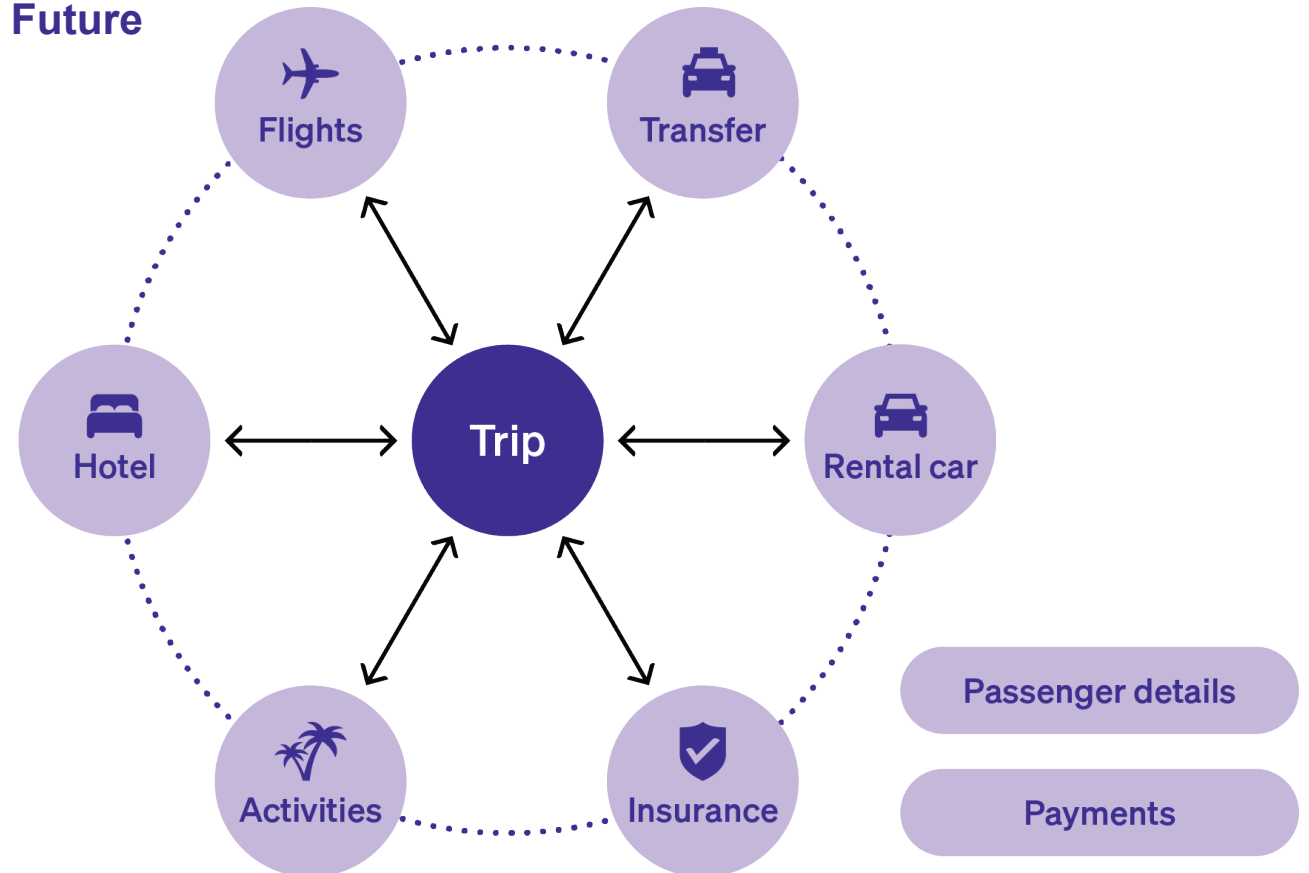 Future
Flights
Transfer
Hotel
Trip
Rental car
Activities
Insurance
Passenger details
Payments